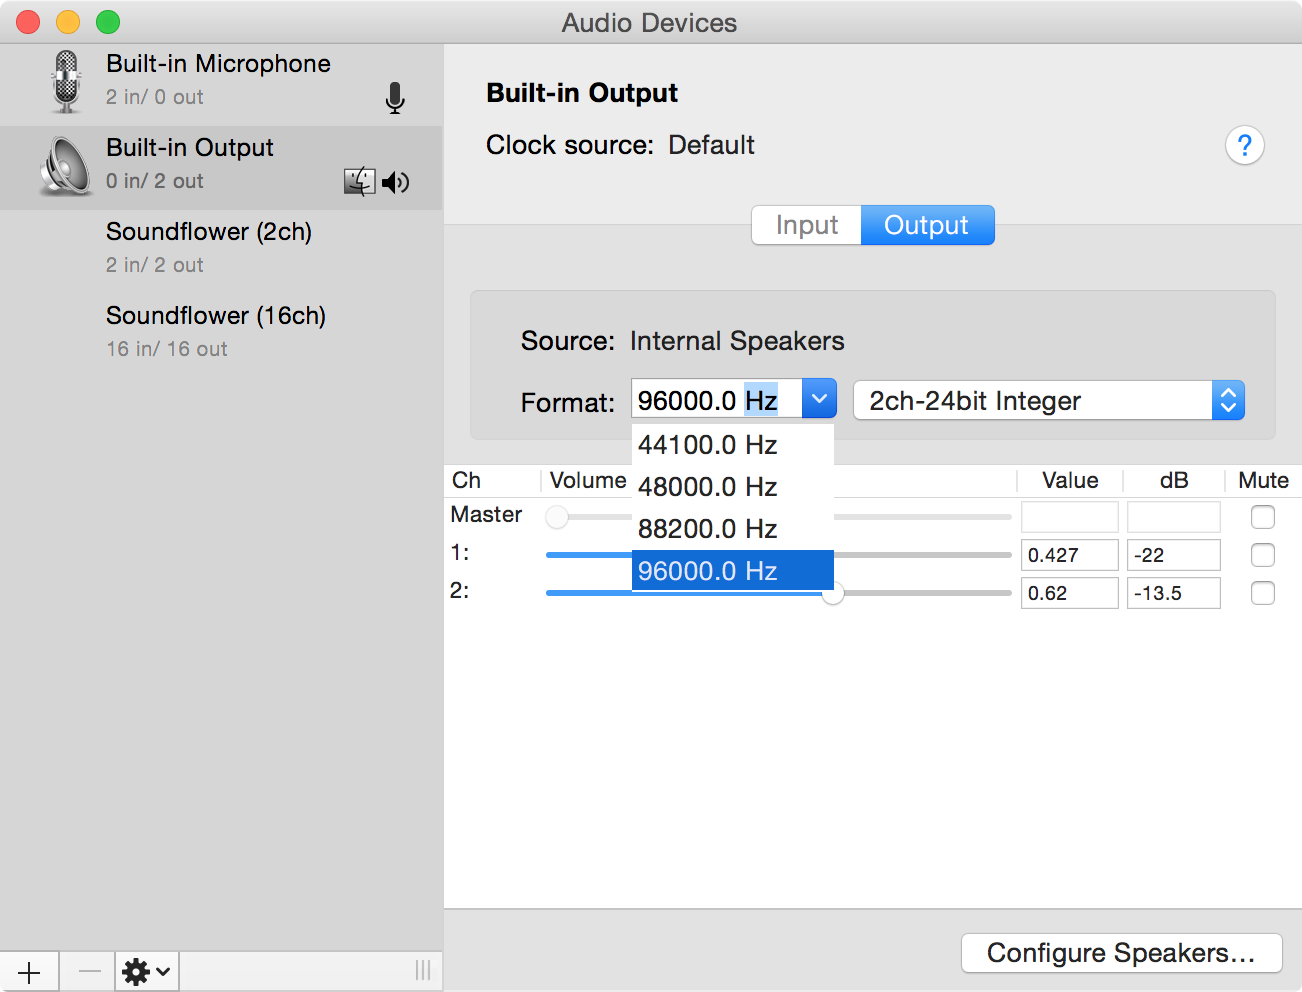 Audio Devices
Built-in Microphone
2 in/ 0 out
Built-in Output
0 in/ 2 out
Soundflower (2ch)
2 in/ 2 out
Soundflower (16ch)
16 in/ 16 out
Built-in Output
Clock source: Default
?
Input Output
Source: Internal Speakers
Format: 96000.0 Hz 2ch-24bit Integer
44100.0 Hz
48000.0 Hz
88200.0 Hz
96000.0 Hz
Ch Volume Value dB Mute
Master
1: 0.427 -22
2: 0.62 -13.5
Configure Speakers...